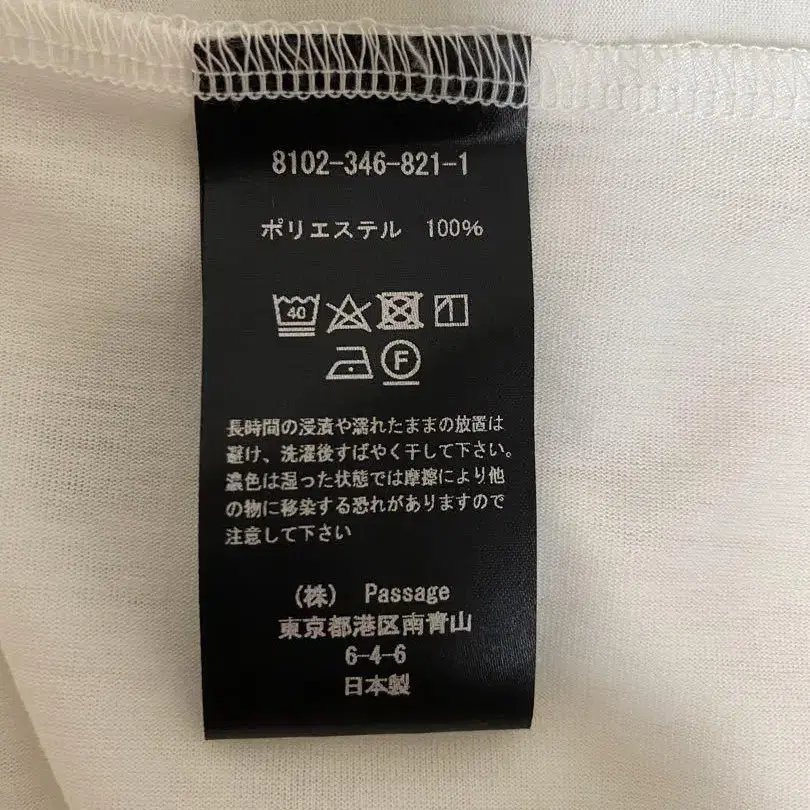 8102-346-821-1
ポリエステル 100%
40
F
長時間の浸漬や濡れたままの放置は
避け、洗濯後すばやく干して下さい。
濃色は湿った状態では摩擦により他
の物に移染する恐れがありますので
注意して下さい
(株) Passage
東京都港区南青山
6-4-6
日本製